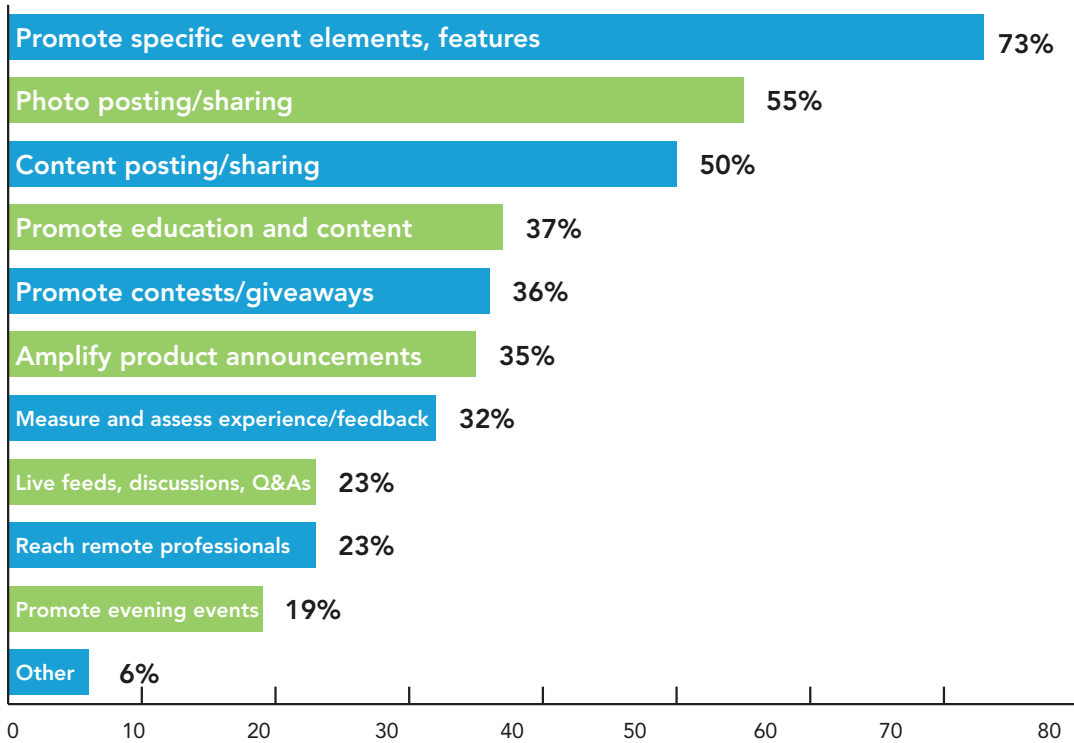 Promote specific event elements, features 73%
Photo posting/sharing 55%
Content posting/sharing 50%
Promote education and content 37%
Promote contests/giveaways 36%
Amplify product announcements 35%
Measure and assess experience/feedback 32%
Live feeds, discussions, Q&As 23%
Reach remote professionals 23%
Promote evening events 19%
Other 6%
0 10 20 30 40 50 60 70 80